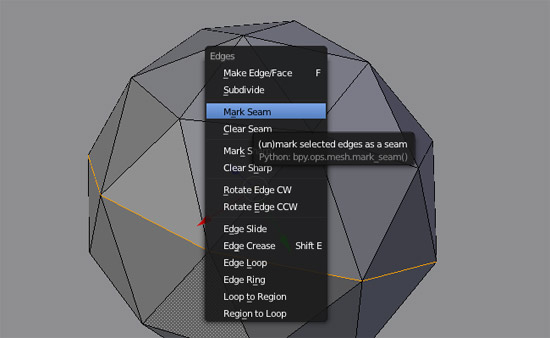 Edges
Make Edge/Face F
Subdivide
Mark Seam
Clear Seam
(un)mark selected edges as a seam
Mark S
Python: bpy.ops.mesh.mark_seam()
Clear Sharp
Rotate Edge CW
Rotate Edge CCW
Edge Slide
Edge Crease Shift E
Edge Loop
Edge Ring
Loop to Region
Region to Loop